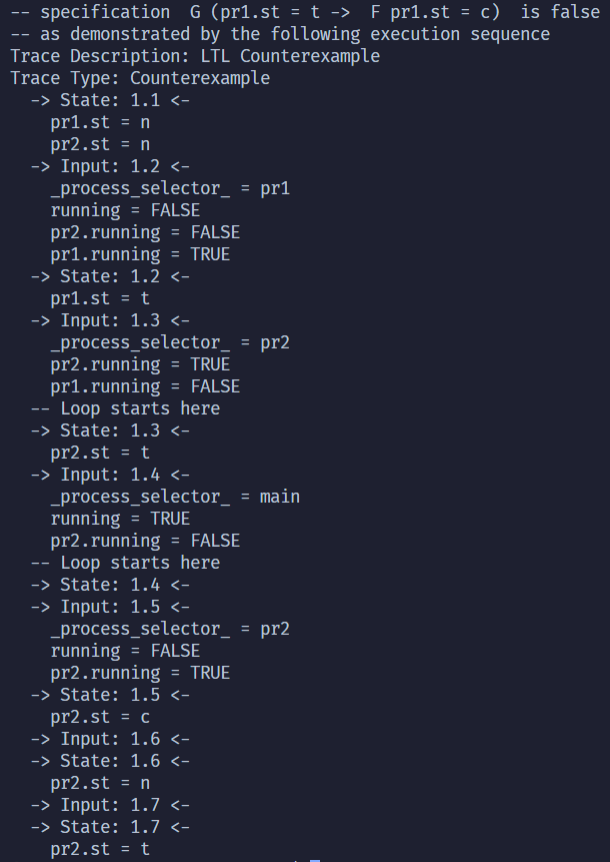 -- specification  G (pr1.st = t ->  F pr1.st = c)  is false
-- as demonstrated by the following execution sequence
Trace Description: LTL Counterexample
Trace Type: Counterexample
  -> State: 1.1 <-
    pr1.st = n
    pr2.st = n
  -> Input: 1.2 <-
    _process_selector_ = pr1
    running = FALSE
    pr2.running = FALSE
    pr1.running = TRUE
  -> State: 1.2 <-
    pr1.st = t
  -> Input: 1.3 <-
    _process_selector_ = pr2
    pr2.running = TRUE
    pr1.running = FALSE
  -- Loop starts here
  -> State: 1.3 <-
    pr2.st = t
  -> Input: 1.4 <-
    _process_selector_ = main
    running = TRUE
    pr2.running = FALSE
  -- Loop starts here
  -> State: 1.4 <-
  -> Input: 1.5 <-
    _process_selector_ = pr2
    running = FALSE
    pr2.running = TRUE
  -> State: 1.5 <-
    pr2.st = c
  -> Input: 1.6 <-
  -> State: 1.6 <-
    pr2.st = n
  -> Input: 1.7 <-
  -> State: 1.7 <-
    pr2.st = t